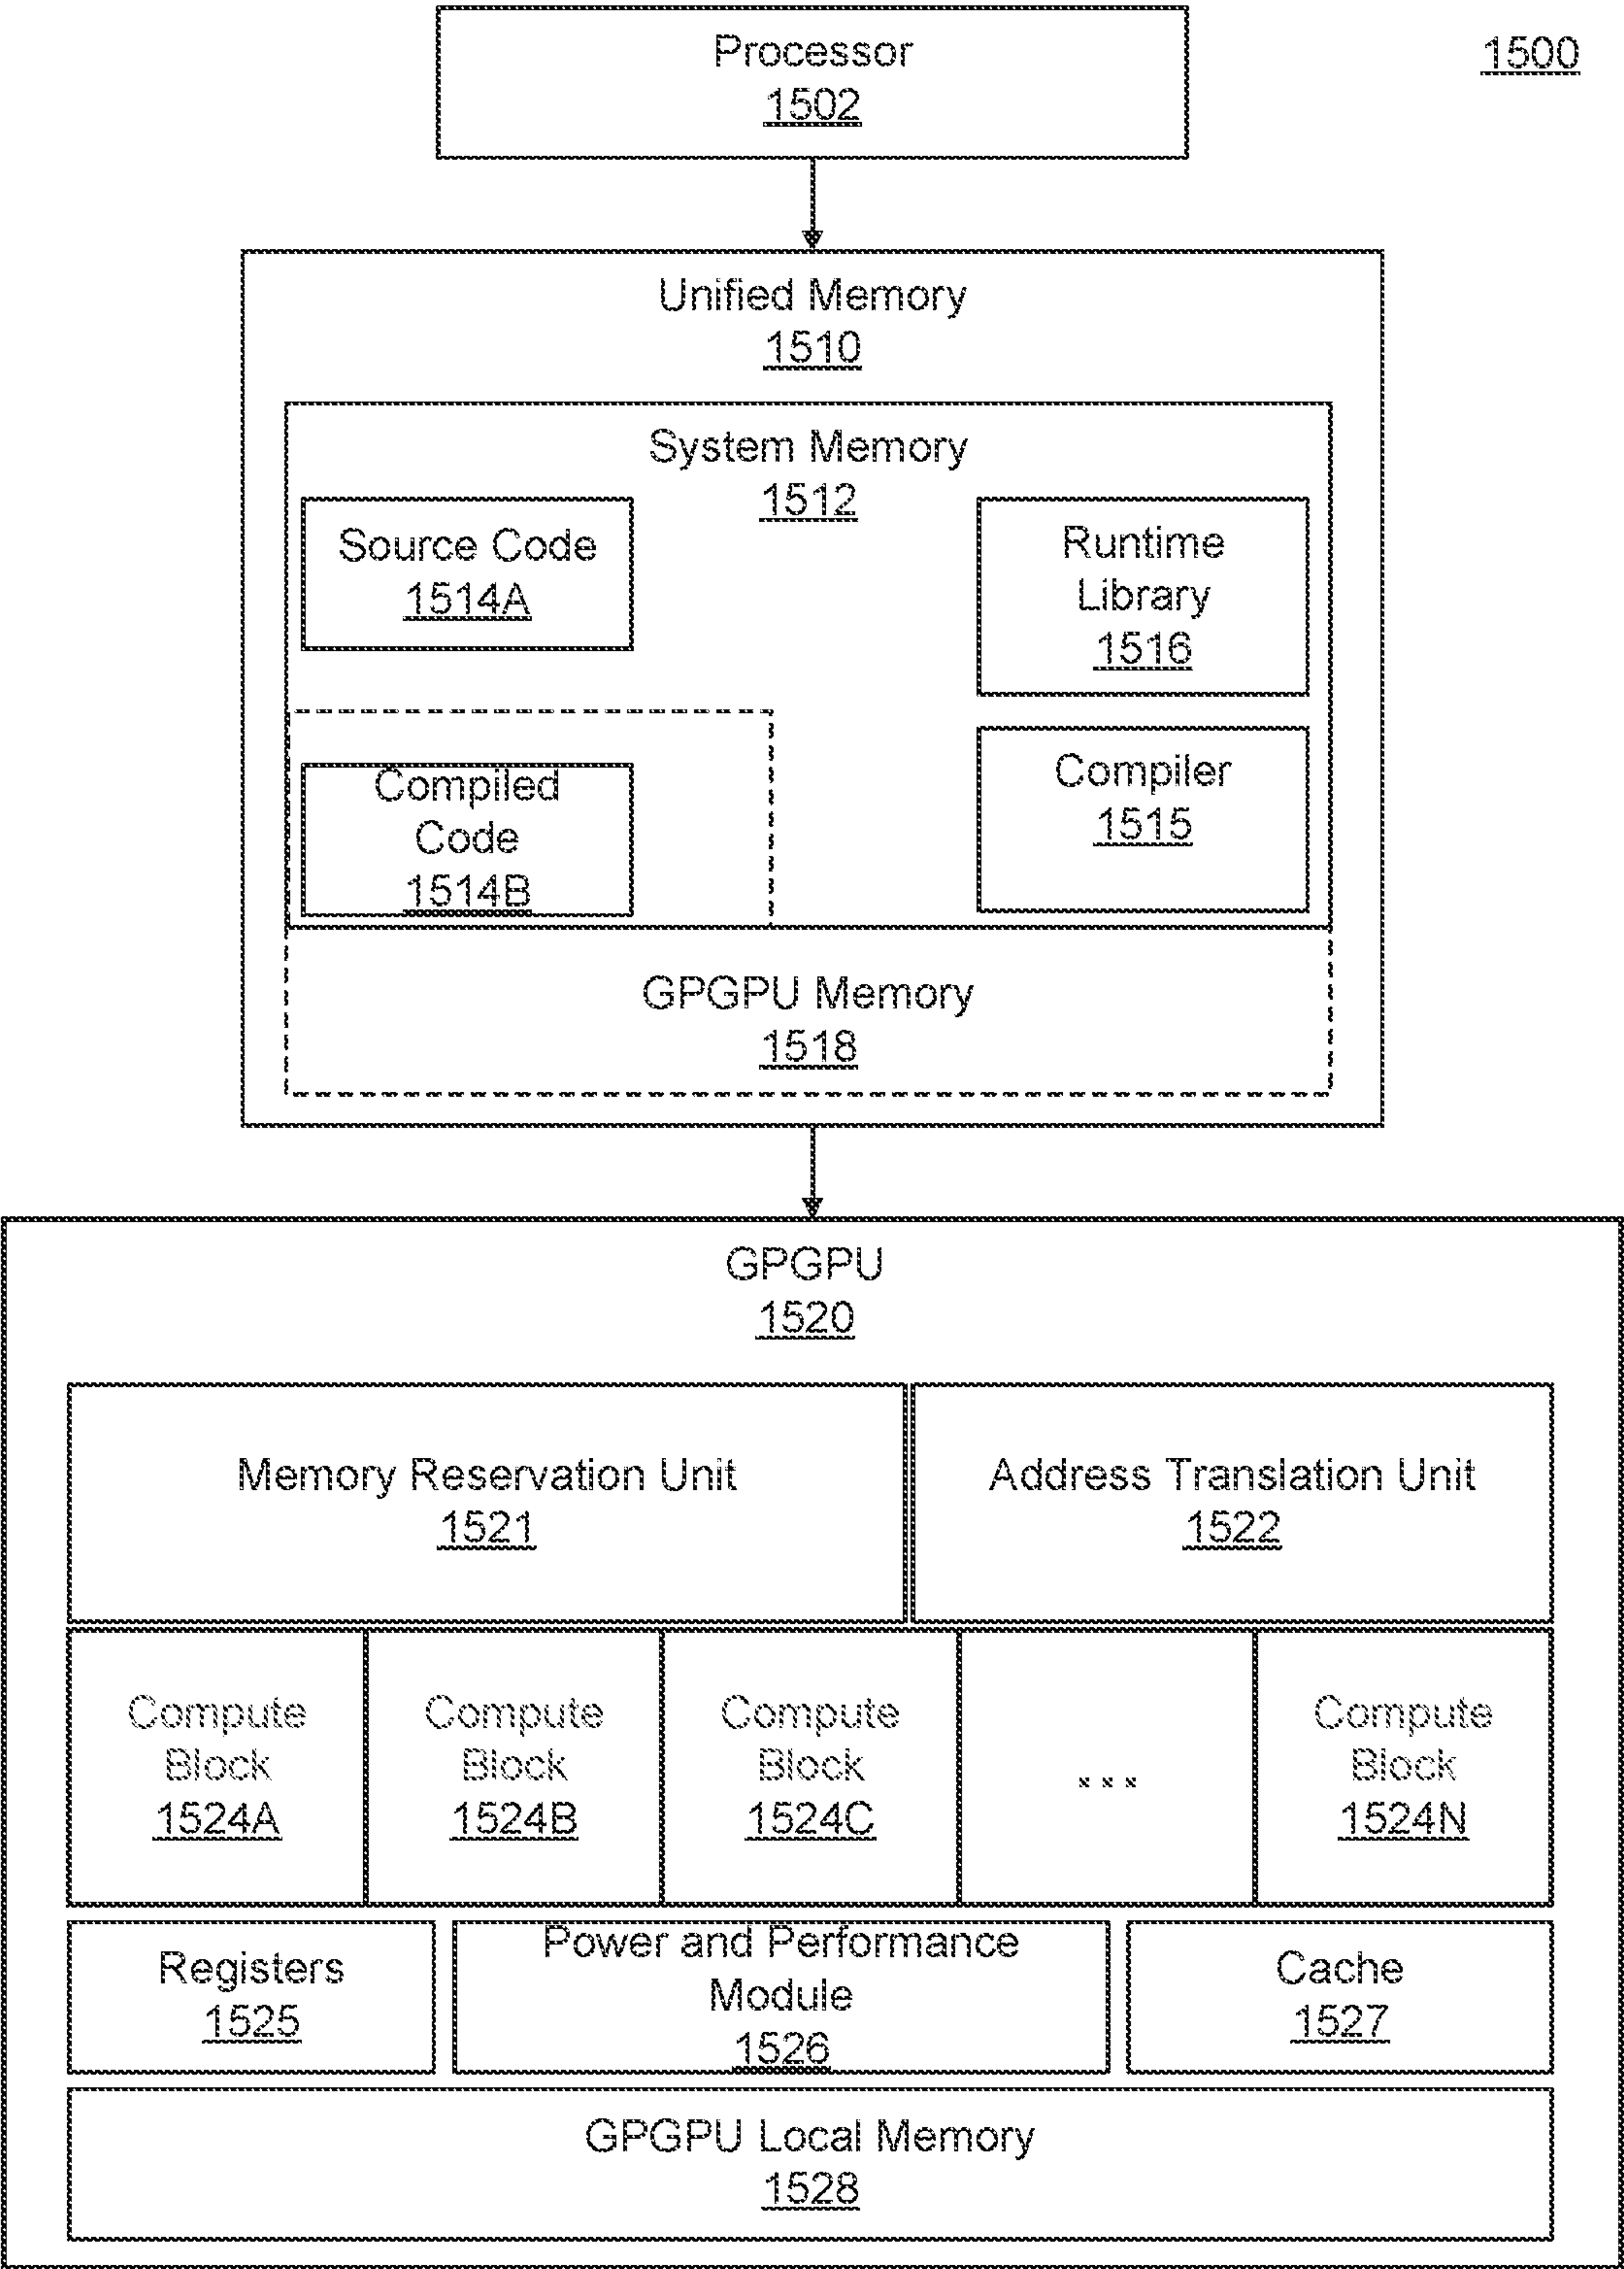 Processor
1502
1500
Unified Memory
1510
System Memory
1512
Source Code
1514A
Runtime
Library
1516
Compiled
Code
1514B
Compiler
1515
GPGPU Memory
1518
GPGPU
1520
Memory Reservation Unit
1521
Address Translation Unit
1522
Compute
Block
1524A
Compute
Block
1524B
Compute
Block
1524C
...
Compute
Block
1524N
Registers
1525
Power and Performance
Module
1526
Cache
1527
GPGPU Local Memory
1528